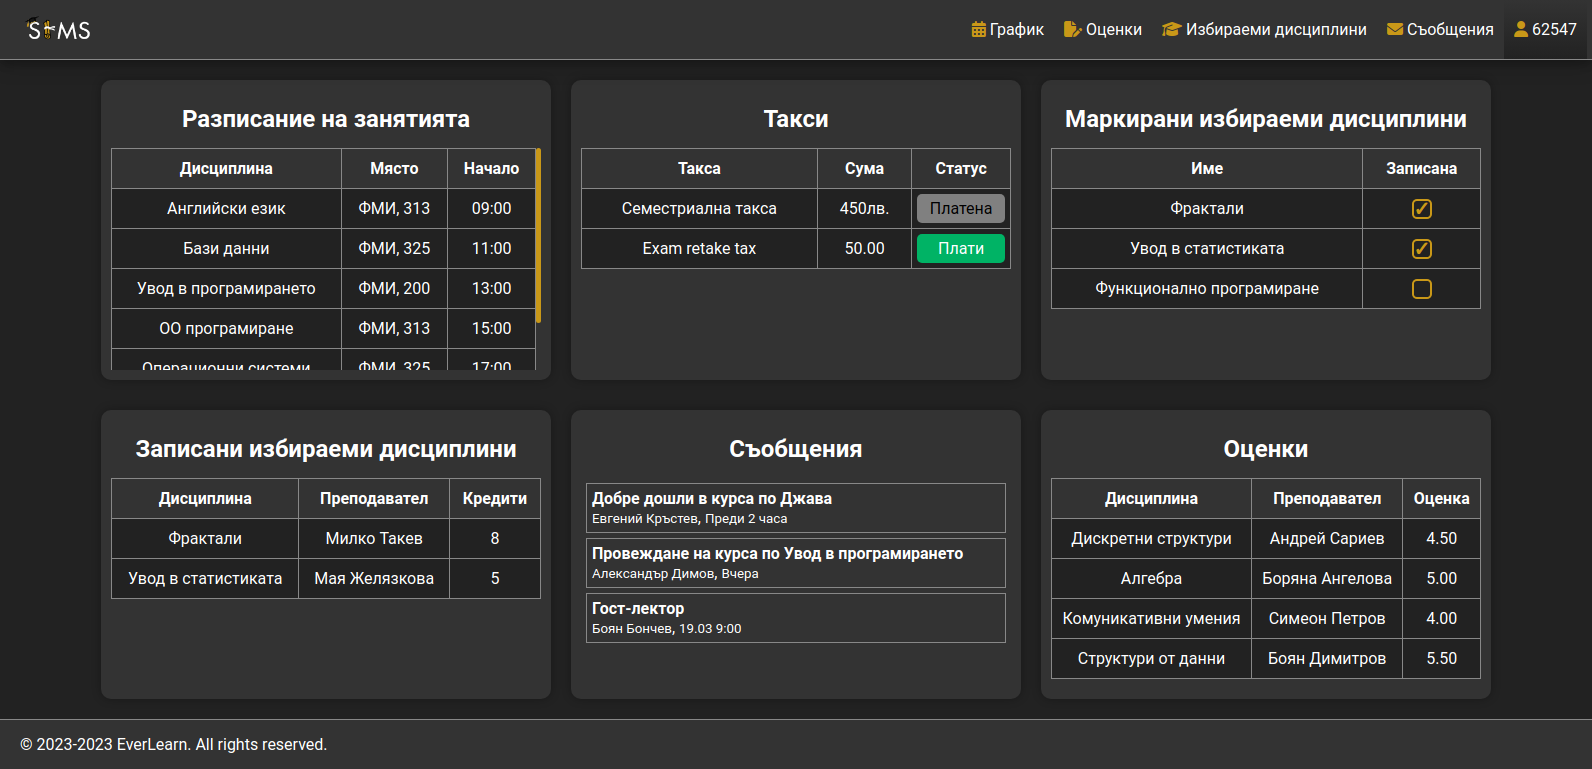 SIMS
График Оценки Избираеми дисциплини Съобщения 62547
Разписание на занятията
Дисциплина Място Начало
Английски език ФМИ, 313 09:00
Бази данни ФМИ, 325 11:00
Увод в програмирането ФМИ, 200 13:00
ОО програмиране ФМИ, 313 15:00
Операционни системи ФМИ, 325 17:00
Такси
Такса Сума Статус
Семестриална такса 450лв. Платена
Exam retake tax 50.00 Плати
Маркирани избираеми дисциплини
Име Записана
Фрактали
Увод в статистиката
Функционално програмиране
Записани избираеми дисциплини
Дисциплина Преподавател Кредити
Фрактали Милко Такев 8
Увод в статистиката Мая Желязкова 5
Съобщения
Добре дошли в курса по Джава
Евгений Кръстев, Преди 2 часа
Провеждане на курса по Увод в програмирането
Александър Димов, Вчера
Гост-лектор
Боян Бончев, 19.03 9:00
Оценки
Дисциплина Преподавател Оценка
Дискретни структури Андрей Сариев 4.50
Алгебра Боряна Ангелова 5.00
Комуникативни умения Симеон Петров 4.00
Структури от данни Боян Димитров 5.50
© 2023-2023 EverLearn. All rights reserved.